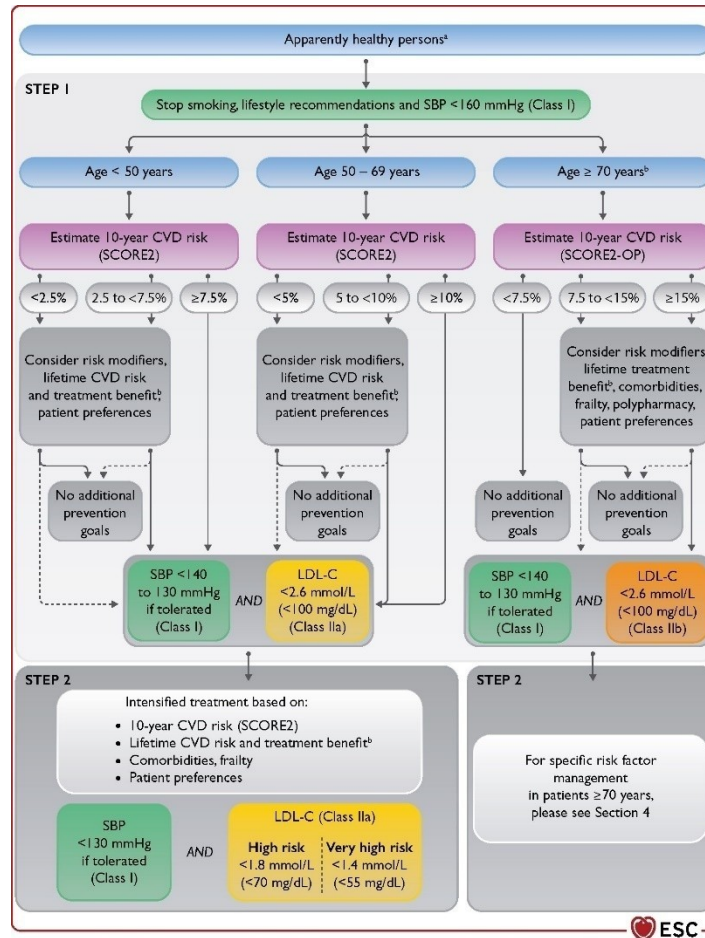 Apparently healthy personsᵃ
STEP 1
Stop smoking, lifestyle recommendations and SBP <160 mmHg (Class I)
Age < 50 years
Age 50 – 69 years
Age ≥ 70 yearsᵇ
Estimate 10-year CVD risk
(SCORE2)
Estimate 10-year CVD risk
(SCORE2)
Estimate 10-year CVD risk
(SCORE2-OP)
<2.5%
2.5 to <7.5%
≥7.5%
<5%
5 to <10%
≥10%
<7.5%
7.5 to <15%
≥15%
Consider risk modifiers,
lifetime CVD risk
and treatment benefit,ᵇ
patient preferences
Consider risk modifiers,
lifetime CVD risk
and treatment benefit,ᵇ
patient preferences
Consider risk modifiers,
lifetime treatment
benefitᵇ, comorbidities,
frailty, polypharmacy,
patient preferences
No additional
prevention
goals
No additional
prevention
goals
No additional
prevention
goals
No additional
prevention
goals
SBP <140
to 130 mmHg
if tolerated
(Class I)
AND
LDL-C
<2.6 mmol/L
(<100 mg/dL)
(Class IIa)
SBP <140
to 130 mmHg
if tolerated
(Class I)
AND
LDL-C
<2.6 mmol/L
(<100 mg/dL)
(Class IIb)
STEP 2
Intensified treatment based on:
• 10-year CVD risk (SCORE2)
• Lifetime CVD risk and treatment benefitᵇ
• Comorbidities, frailty
• Patient preferences
SBP
<130 mmHg
if tolerated
(Class I)
AND
LDL-C (Class IIa)
High risk
<1.8 mmol/L
(<70 mg/dL)
Very high risk
<1.4 mmol/L
(<55 mg/dL)
STEP 2
For specific risk factor
management
in patients ≥70 years,
please see Section 4
ESC